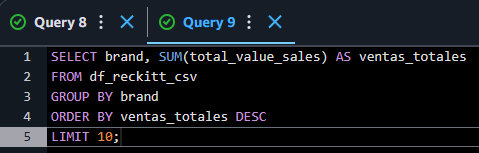 Query 8
Query 9
1 SELECT brand, SUM(total_value_sales) AS ventas_totales
2 FROM df_reckitt_csv
3 GROUP BY brand
4 ORDER BY ventas_totales DESC
5 LIMIT 10;